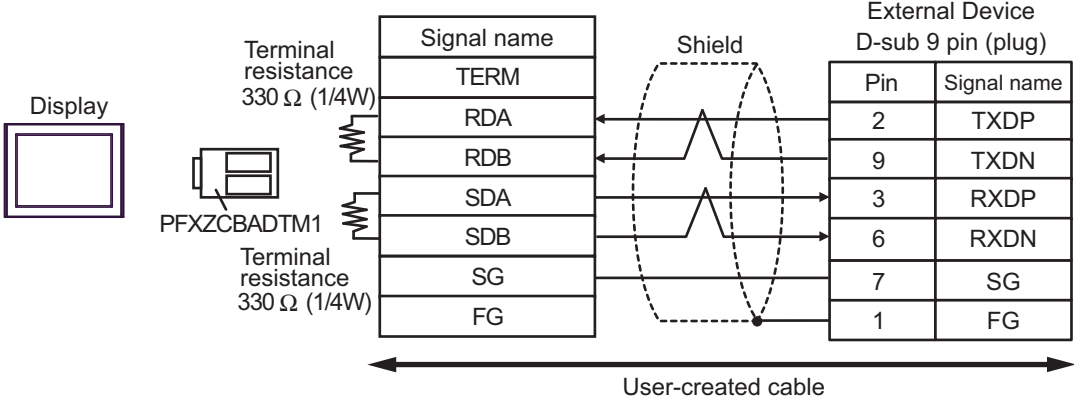 External Device
D-sub 9 pin (plug)
Signal name
Shield
Terminal
resistance
330 Ω (1/4W)
TERM
Pin Signal name
Display
RDA
2 TXDP
RDB
9 TXDN
PFXZCBADTM1
SDA
3 RXDP
SDB
6 RXDN
Terminal
resistance
330 Ω (1/4W)
SG
7 SG
FG
1 FG
User-created cable